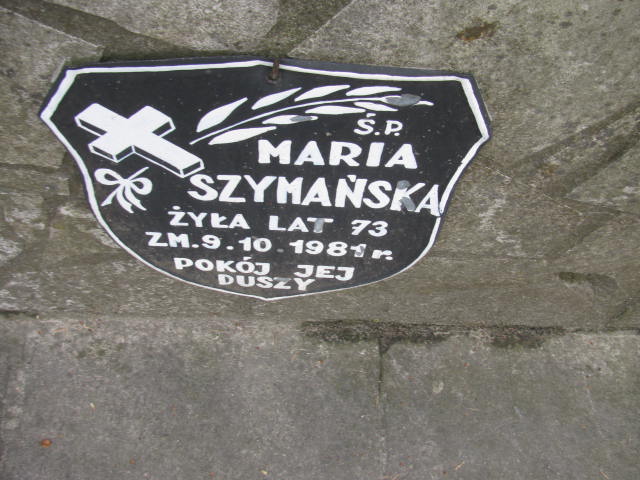 Ś.P.
MARIA
SZYMAŃSKA
ŻYŁA LAT 73
ZM. 9. 10. 1981 r.
POKÓJ JEJ
DUSZY